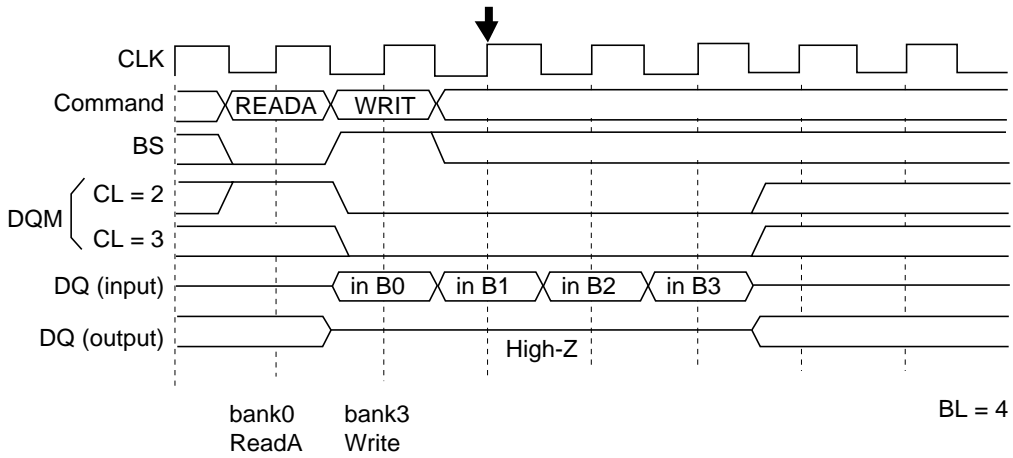 CLK
Command READA WRIT
BS
CL = 2
DQM
CL = 3
DQ (input) in B0 in B1 in B2 in B3
DQ (output)
High-Z
bank0 bank3 BL = 4
ReadA Write